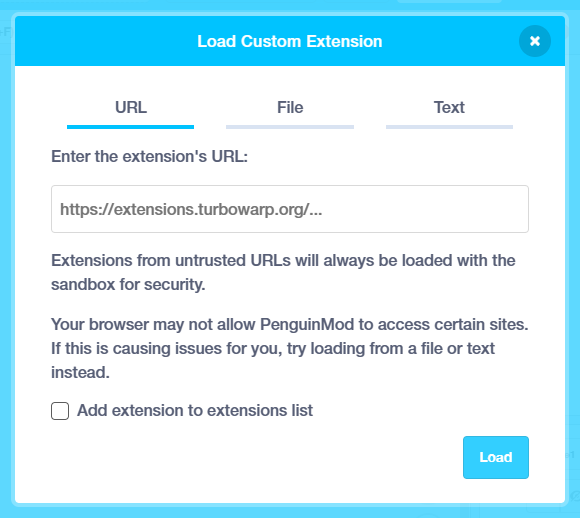 Load Custom Extension
URL
File
Text
Enter the extension's URL:
https://extensions.turbowarp.org/...
Extensions from untrusted URLs will always be loaded with the
sandbox for security.
Your browser may not allow PenguinMod to access certain sites.
If this is causing issues for you, try loading from a file or text
instead.
Add extension to extensions list
Load